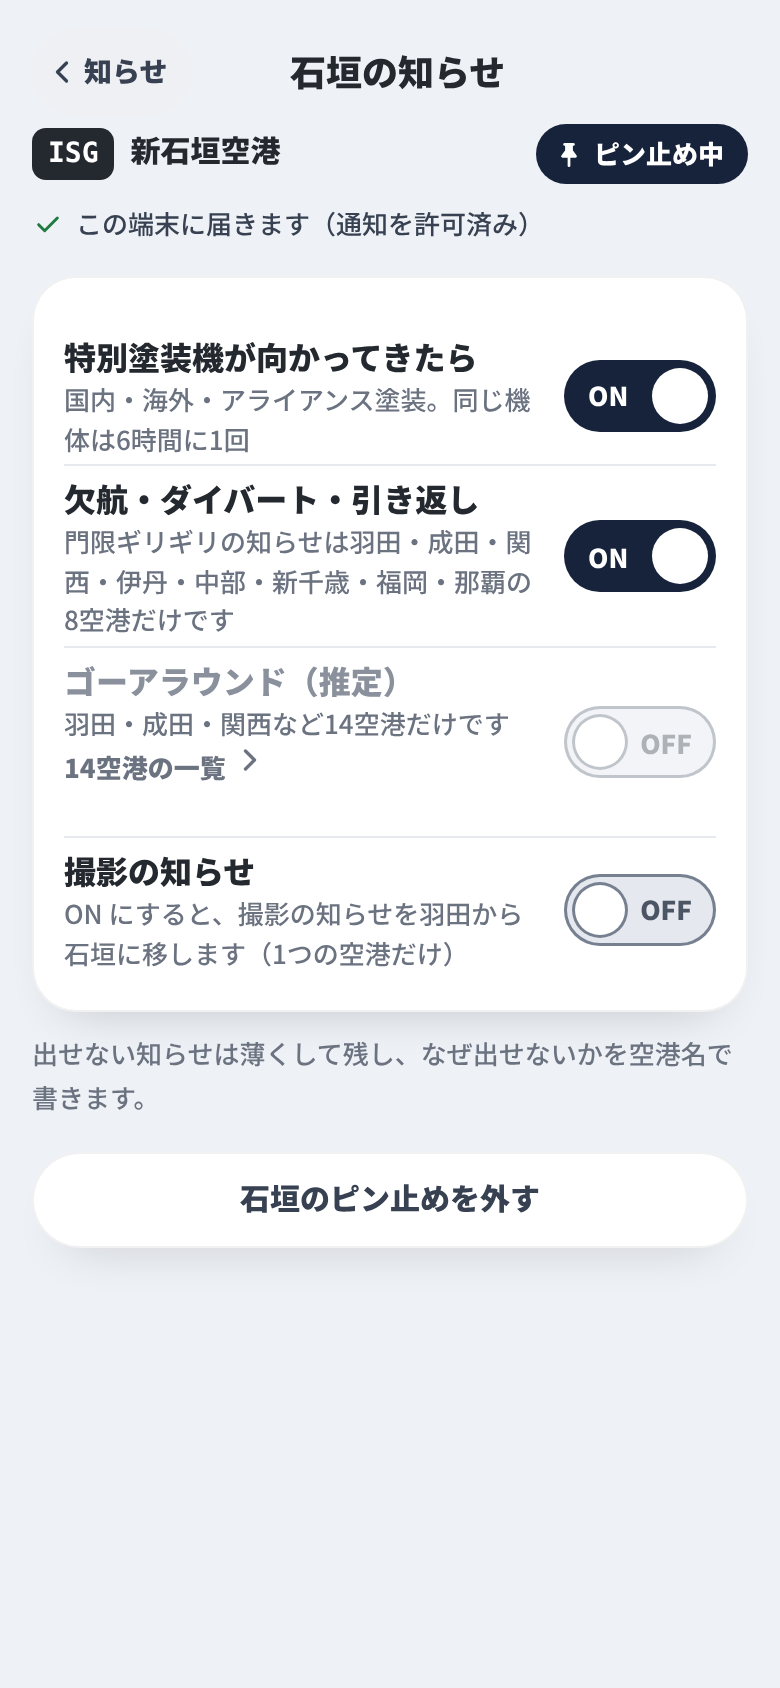 知らせ
石垣の知らせ
ISG 新石垣空港
ピン止め中
この端末に届きます（通知を許可済み）
特別塗装機が向かってきたら
国内・海外・アライアンス塗装。同じ機
体は6時間に1回
ON
欠航・ダイバート・引き返し
門限ギリギリの知らせは羽田・成田・関
西・伊丹・中部・新千歳・福岡・那覇の
8空港だけです
ON
ゴーアラウンド（推定）
羽田・成田・関西など14空港だけです
14空港の一覧
OFF
撮影の知らせ
ON にすると、撮影の知らせを羽田から
石垣に移します（1つの空港だけ）
OFF
出せない知らせは薄くして残し、なぜ出せないかを空港名で
書きます。
石垣のピン止めを外す